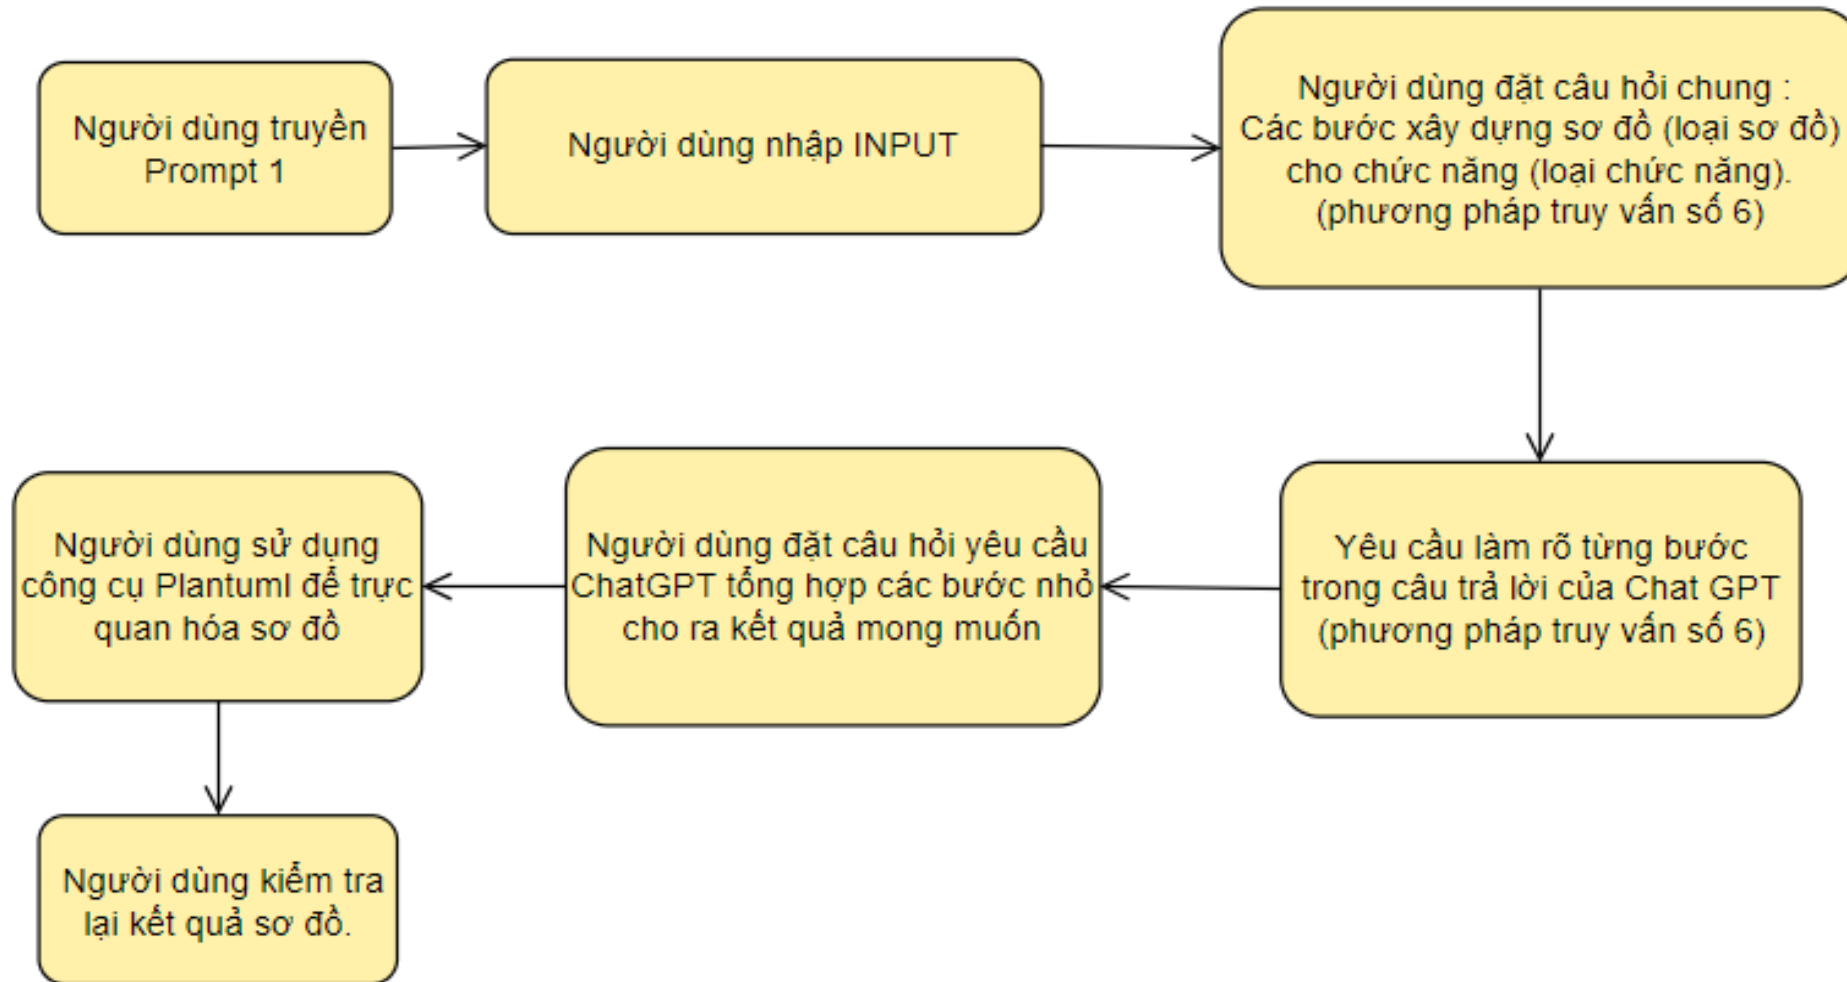 Người dùng truyền
Prompt 1
Người dùng nhập INPUT
Người dùng đặt câu hỏi chung :
Các bước xây dựng sơ đồ (loại sơ đồ)
cho chức năng (loại chức năng).
(phương pháp truy vấn số 6)
Yêu cầu làm rõ từng bước
trong câu trả lời của Chat GPT
(phương pháp truy vấn số 6)
Người dùng đặt câu hỏi yêu cầu
ChatGPT tổng hợp các bước nhỏ
cho ra kết quả mong muốn
Người dùng sử dụng
công cụ Plantuml để trực
quan hóa sơ đồ
Người dùng kiểm tra
lại kết quả sơ đồ.